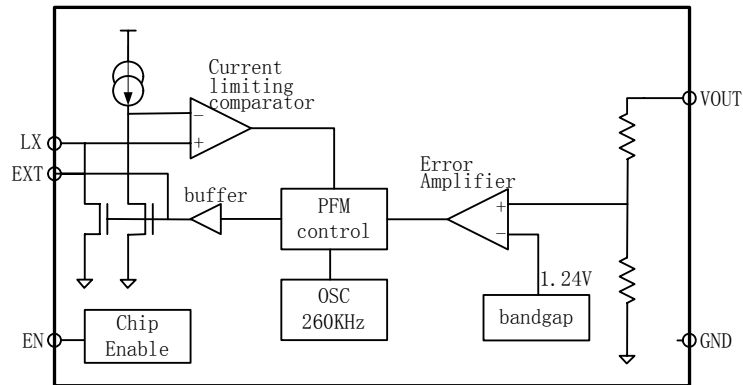 Current
limiting
comparator
−
+
VOUT
LX
EXT
Error
Amplifier
buffer
PFM
control
+
−
1.24V
OSC
260KHz
bandgap
Chip
Enable
EN
GND